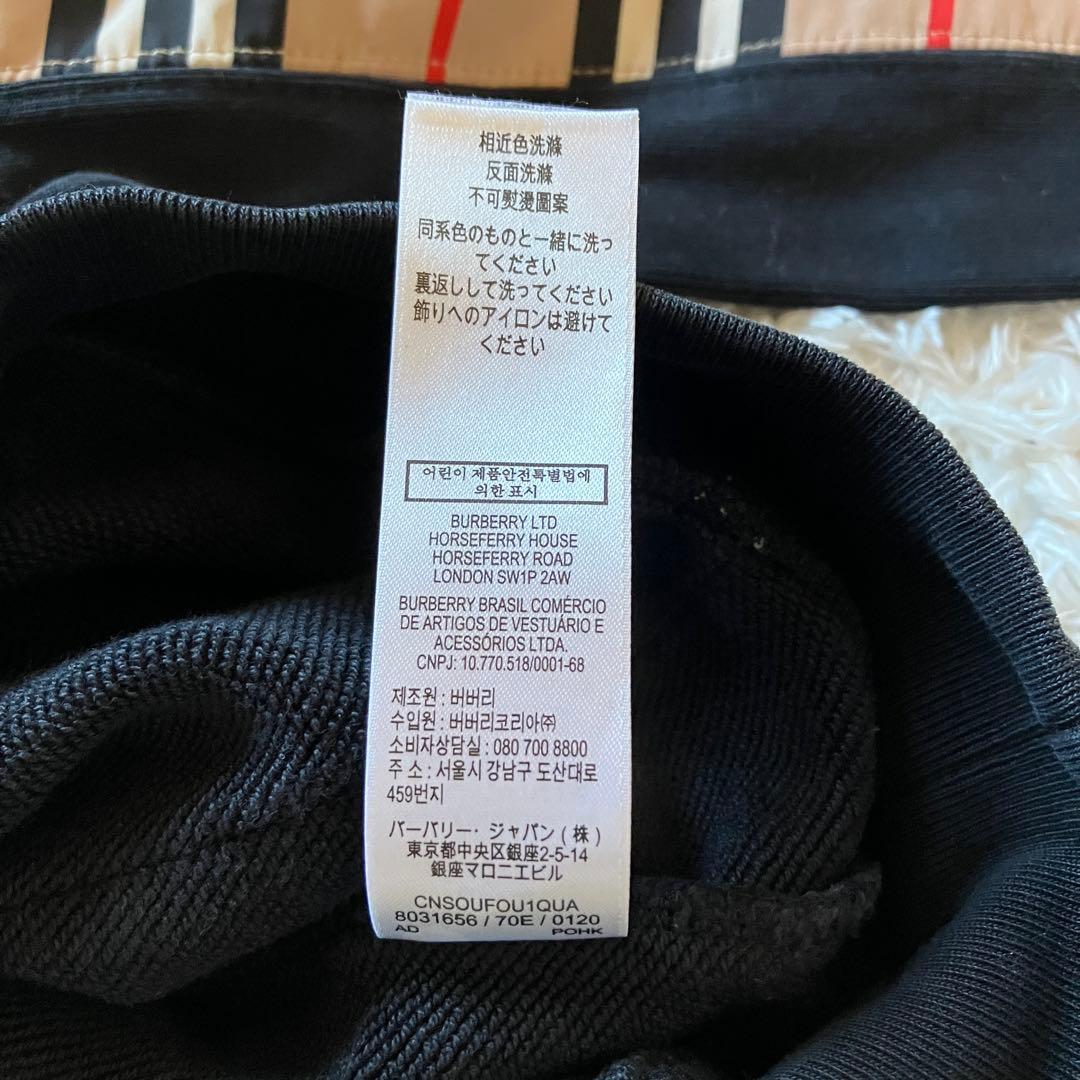 相近色洗滌
反面洗滌
不可熨燙圖案
同系色のものと一緒に洗っ
てください
裏返しして洗ってください
飾りへのアイロンは避けて
ください
어린이 제품안전특별법에
의한 표시
BURBERRY LTD
HORSEFERRY HOUSE
HORSEFERRY ROAD
LONDON SW1P 2AW
BURBERRY BRASIL COMÉRCIO
DE ARTIGOS DE VESTUÁRIO E
ACESSÓRIOS LTDA.
CNPJ: 10.770.518/0001-68
제조원 : 버버리
수입원 : 버버리코리아㈜
소비자상담실 : 080 700 8800
주 소 : 서울시 강남구 도산대로
459번지
バーバリー・ジャパン ( 株 )
東京都中央区銀座2-5-14
銀座マロニエビル
CNSOUFOU1QUA
8031656 / 70E / 0120
AD POHK